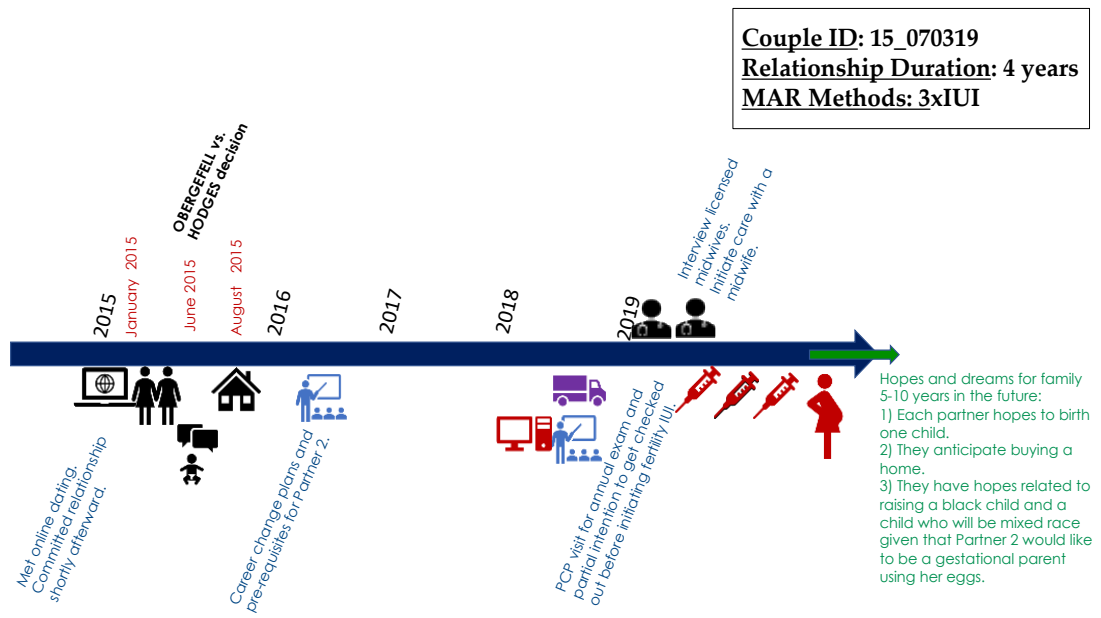 Couple ID: 15_070319
Relationship Duration: 4 years
MAR Methods: 3xIUI
OBERGEFELL vs.
HODGES decision
Interview licensed
midwives.
Initiate care with a
midwife.
January 2015
June 2015
August 2015
2015
2016
2017
2018
2019
Met online dating.
Committed relationship
shortly afterward.
Career change plans and
pre-requisites for Partner 2.
PCP visit for annual exam and
partial intention to get checked
out before initiating fertility IUI.
Hopes and dreams for family
5-10 years in the future:
1) Each partner hopes to birth
one child.
2) They anticipate buying a
home.
3) They have hopes related to
raising a black child and a
child who will be mixed race
given that Partner 2 would like
to be a gestational parent
using her eggs.